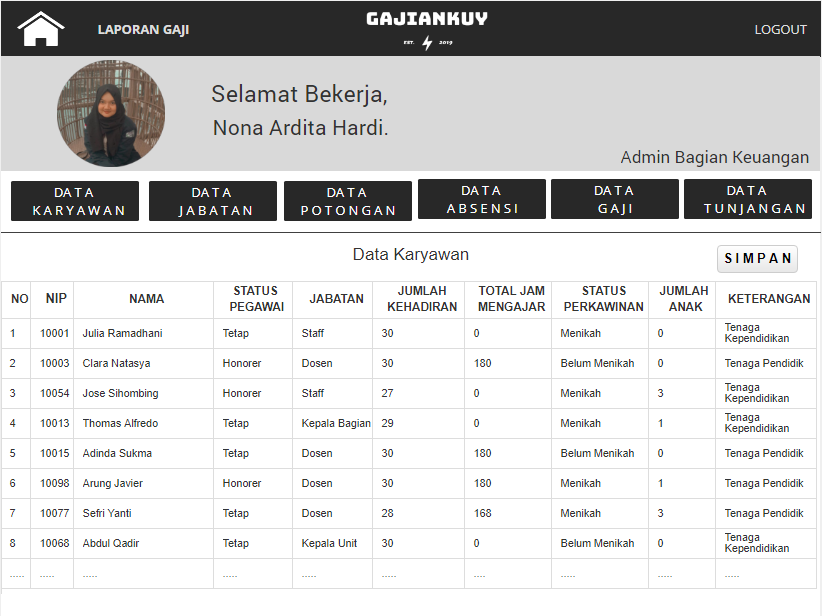 LAPORAN GAJI
GAJIANKUY
EST. 2019
LOGOUT
Selamat Bekerja,
Nona Ardita Hardi.
Admin Bagian Keuangan
DATA KARYAWAN
DATA JABATAN
DATA POTONGAN
DATA ABSENSI
DATA GAJI
DATA TUNJANGAN
Data Karyawan
SIMPAN
NO NIP NAMA STATUS PEGAWAI JABATAN JUMLAH KEHADIRAN TOTAL JAM MENGAJAR STATUS PERKAWINAN JUMLAH ANAK KETERANGAN
1 10001 Julia Ramadhani Tetap Staff 30 0 Menikah 0 Tenaga Kependidikan
2 10003 Clara Natasya Honorer Dosen 30 180 Belum Menikah 0 Tenaga Pendidik
3 10054 Jose Sihombing Honorer Staff 27 0 Menikah 3 Tenaga Kependidikan
4 10013 Thomas Alfredo Tetap Kepala Bagian 29 0 Menikah 1 Tenaga Kependidikan
5 10015 Adinda Sukma Tetap Dosen 30 180 Belum Menikah 0 Tenaga Pendidik
6 10098 Arung Javier Honorer Dosen 30 180 Menikah 1 Tenaga Pendidik
7 10077 Sefri Yanti Tetap Dosen 28 168 Menikah 3 Tenaga Pendidik
8 10068 Abdul Qadir Tetap Kepala Unit 30 0 Belum Menikah 0 Tenaga Kependidikan
..... ..... ..... ..... ..... ..... .... ..... ..... .....